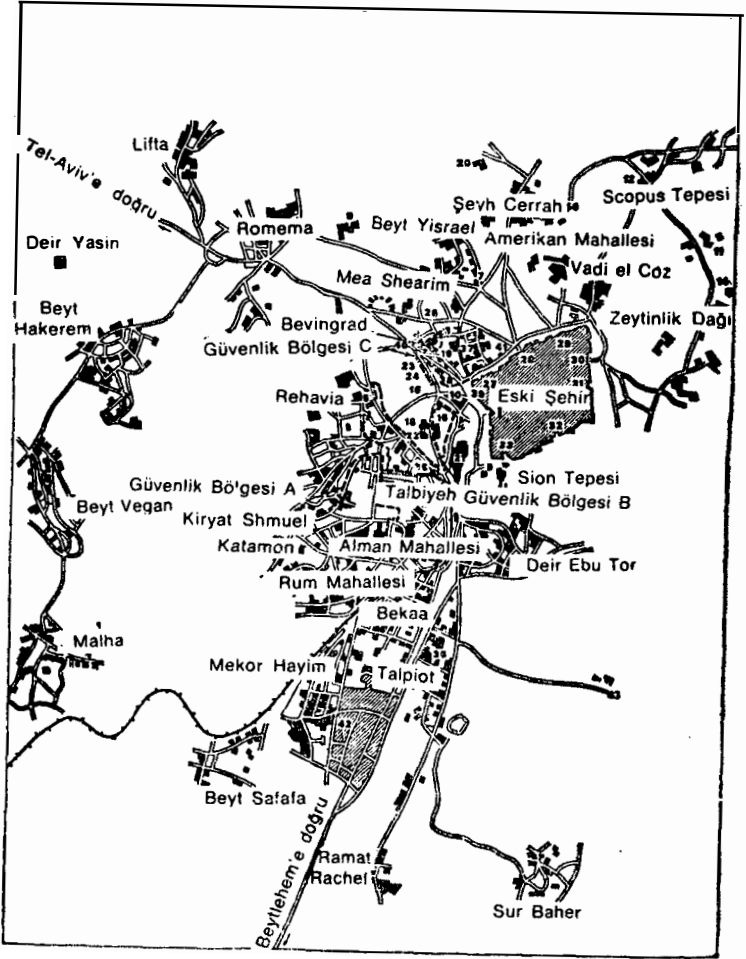 Lifta
Tel-Aviv'e doğru
Deir Yasin
Romema
20
12
Şeyh Cerrah
Scopus Tepesi
Beyt Yisrael
Amerikan Mahallesi
Vadi el Coz
Mea Shearim
Beyt
Hakerem
Bevingrad
Güvenlik Bölgesi C
Zeytinlik Dağı
Rehavia
Eski Şehir
Sion Tepesi
Güvenlik Bölgesi A
Talbiyeh
Güvenlik Bölgesi B
Beyt Vegan
Kiryat Shmuel
Katamon
Alman Mahallesi
Deir Ebu Tor
Rum Mahallesi
Bekaa
Malha
Mekor Hayim
Talpiot
42
Beyt Safafa
Beytlehem'e doğru
Ramat
Rachel
Sur Baher